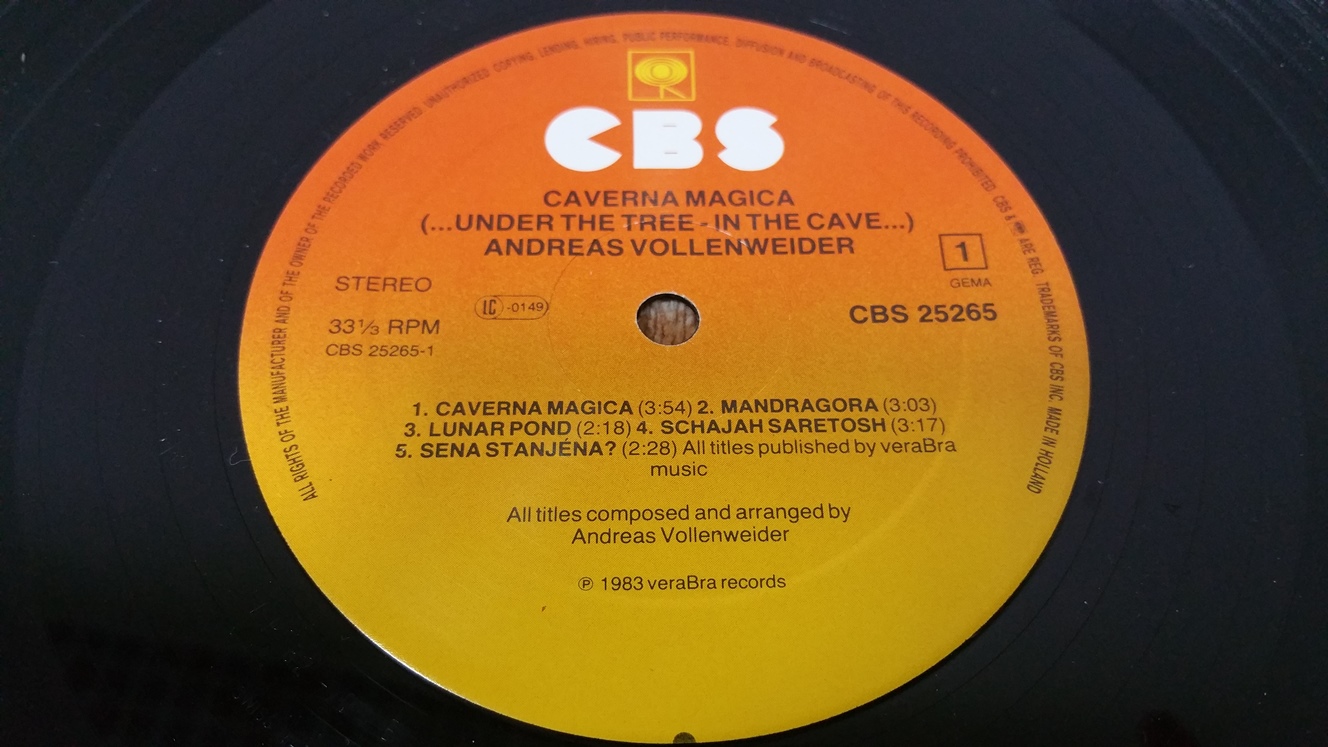 ALL RIGHTS OF THE MANUFACTURER AND OF THE OWNER OF THE RECORDED WORK RESERVED. UNAUTHORIZED COPYING, LENDING, HIRING, PUBLIC PERFORMANCE, DIFFUSION AND BROADCASTING OF THIS RECORDING PROHIBITED. CBS & ARE REG. TRADEMARKS OF CBS INC. MADE IN HOLLAND
CBS
CAVERNA MAGICA
(...UNDER THE TREE - IN THE CAVE...)
ANDREAS VOLLENWEIDER
STEREO
LC -0149
1
GEMA
33⅓ RPM
CBS 25265
CBS 25265-1
1. CAVERNA MAGICA (3:54) 2. MANDRAGORA (3:03)
3. LUNAR POND (2:18) 4. SCHAJAH SARETOSH (3:17)
5. SENA STANJÉNA? (2:28) All titles published by veraBra
music
All titles composed and arranged by
Andreas Vollenweider
℗ 1983 veraBra records